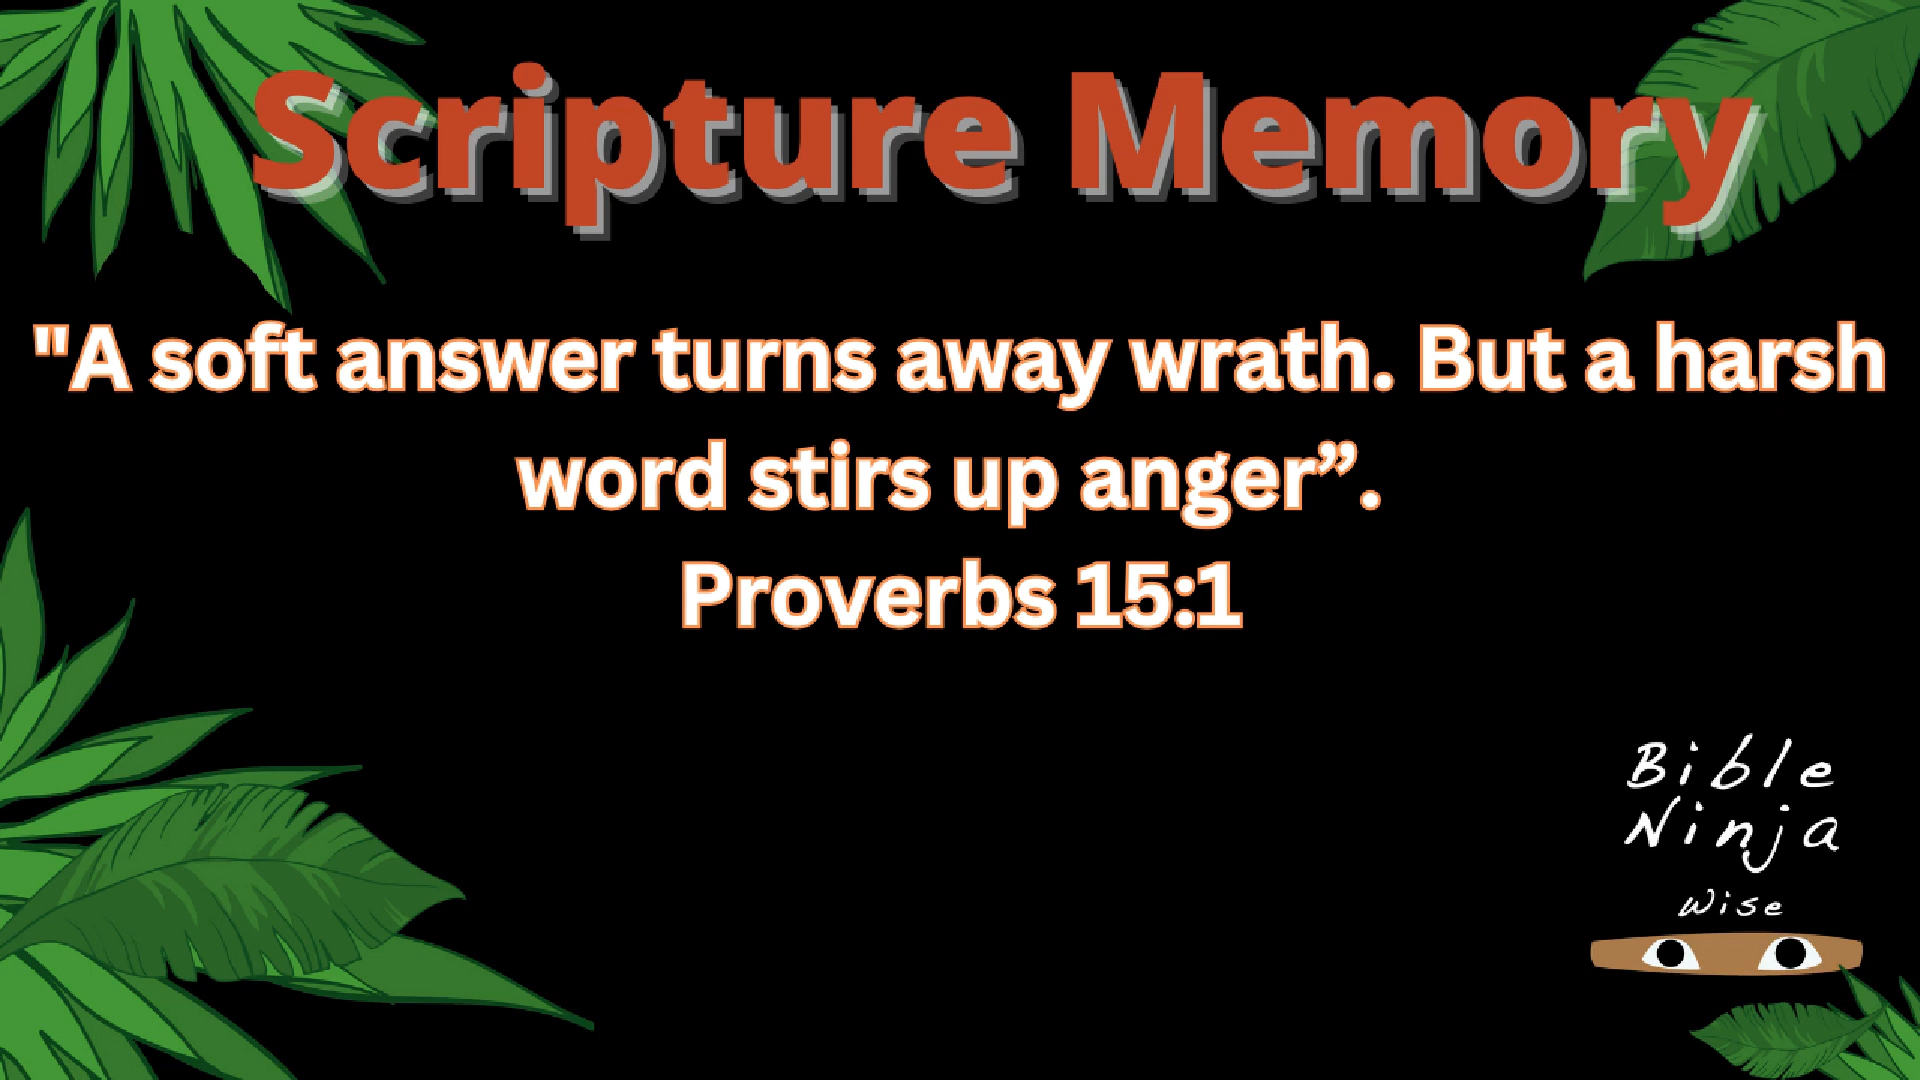 Scripture Memory
"A soft answer turns away wrath. But a harsh
word stirs up anger”.
Proverbs 15:1
Bible
Ninja
Wise